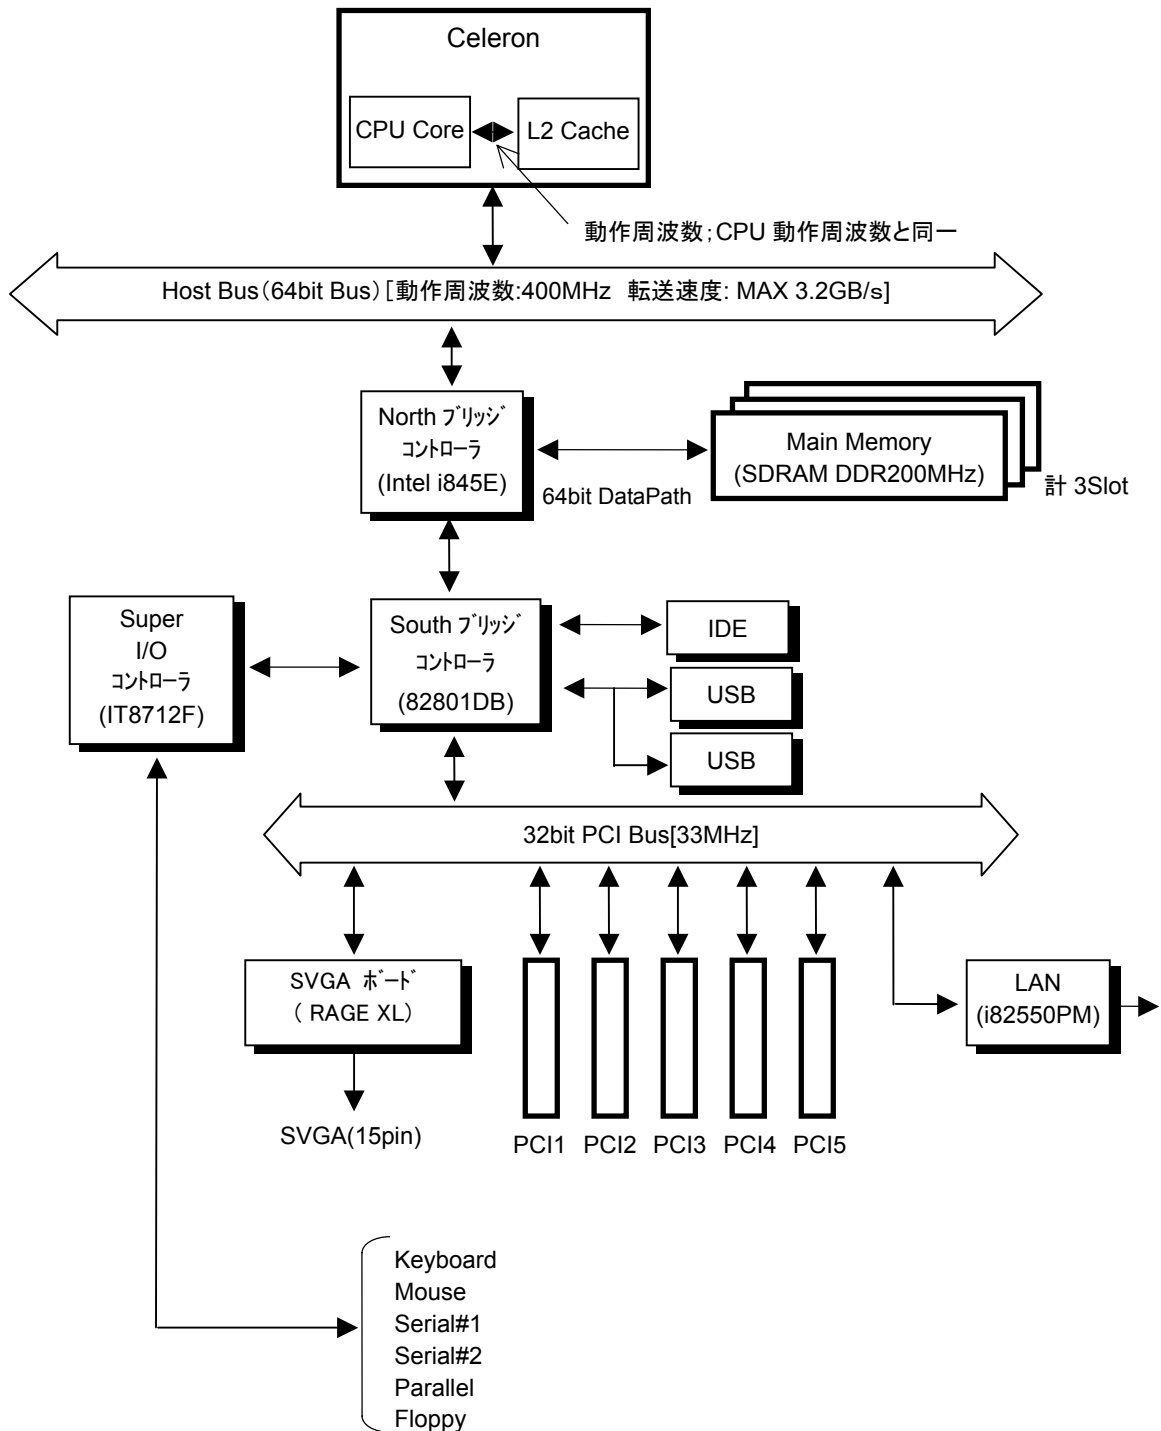 Celeron
CPU Core
L2 Cache
動作周波数;CPU 動作周波数と同一
Host Bus(64bit Bus)[動作周波数:400MHz 転送速度: MAX 3.2GB/s]
North ﾌﾞﾘｯｼﾞ
ｺﾝﾄﾛｰﾗ
(Intel i845E)
64bit DataPath
Main Memory
(SDRAM DDR200MHz)
計 3Slot
Super
I/O
ｺﾝﾄﾛｰﾗ
(IT8712F)
South ﾌﾞﾘｯｼﾞ
ｺﾝﾄﾛｰﾗ
(82801DB)
IDE
USB
USB
32bit PCI Bus[33MHz]
SVGA ﾎﾞｰﾄﾞ
( RAGE XL)
SVGA(15pin)
PCI1
PCI2
PCI3
PCI4
PCI5
LAN
(i82550PM)
Keyboard
Mouse
Serial#1
Serial#2
Parallel
Floppy